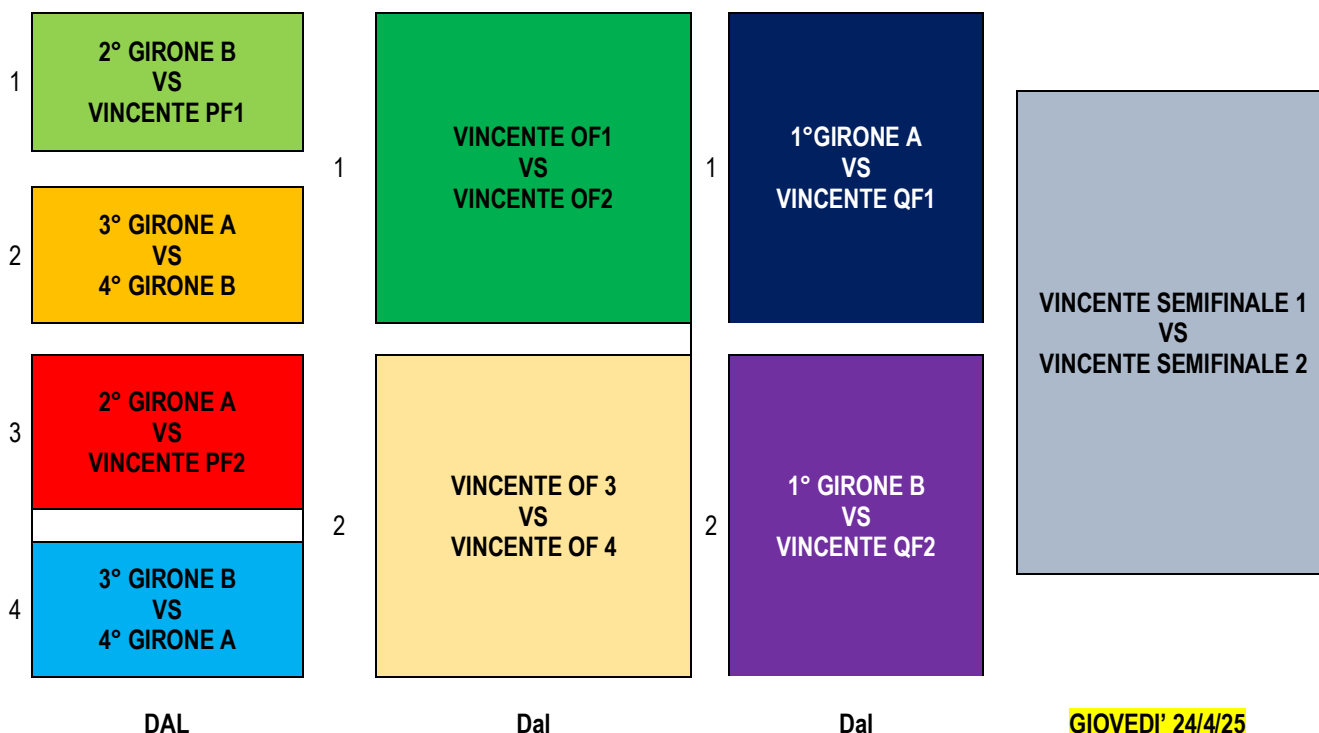 1
2° GIRONE B
VS
VINCENTE PF1
2
3° GIRONE A
VS
4° GIRONE B
3
2° GIRONE A
VS
VINCENTE PF2
4
3° GIRONE B
VS
4° GIRONE A
DAL
1
VINCENTE OF1
VS
VINCENTE OF2
2
VINCENTE OF 3
VS
VINCENTE OF 4
Dal
1
1°GIRONE A
VS
VINCENTE QF1
2
1° GIRONE B
VS
VINCENTE QF2
Dal
VINCENTE SEMIFINALE 1
VS
VINCENTE SEMIFINALE 2
GIOVEDI’ 24/4/25